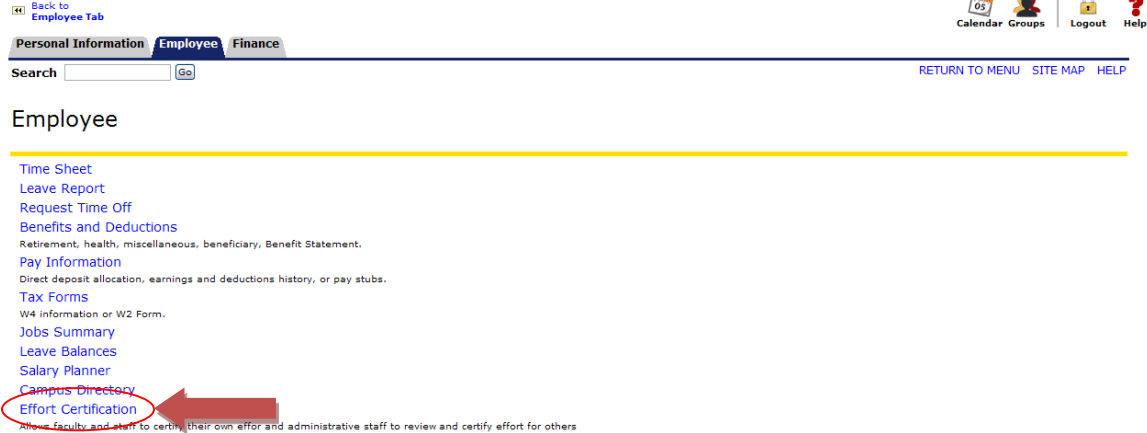 Back to
Employee Tab
05
Calendar Groups Logout Help
Personal Information Employee Finance
Search Go
RETURN TO MENU SITE MAP HELP
Employee
Time Sheet
Leave Report
Request Time Off
Benefits and Deductions
Retirement, health, miscellaneous, beneficiary, Benefit Statement.
Pay Information
Direct deposit allocation, earnings and deductions history, or pay stubs.
Tax Forms
W4 information or W2 Form.
Jobs Summary
Leave Balances
Salary Planner
Campus Directory
Effort Certification
Allows faculty and staff to certify their own effor and administrative staff to review and certify effort for others